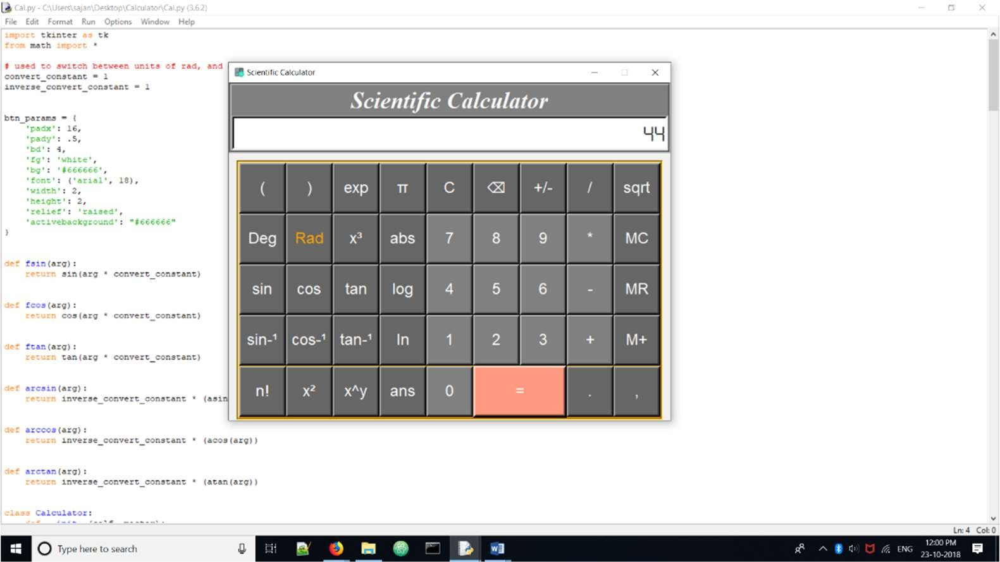 Cal.py - C:\Users\sajan\Desktop\Calculator\Cal.py (3.6.2)
File Edit Format Run Options Window Help
import tkinter as tk
from math import *
# used to switch between units of rad, and
convert_constant = 1
inverse_convert_constant = 1
btn_params = {
'padx': 16,
'pady': .5,
'bd': 4,
'fg': 'white',
'bg': '#666666',
'font': ('arial', 18),
'width': 2,
'height': 2,
'relief': 'raised',
'activebackground': "#666666"
}
def fsin(arg):
return sin(arg * convert_constant)
def fcos(arg):
return cos(arg * convert_constant)
def ftan(arg):
return tan(arg * convert_constant)
def arcsin(arg):
return inverse_convert_constant * (asin
def arccos(arg):
return inverse_convert_constant * (acos(arg))
def arctan(arg):
return inverse_convert_constant * (atan(arg))
class Calculator:
Scientific Calculator
Scientific Calculator
44
( ) exp π C ⌫ +/- / sqrt
Deg Rad x³ abs 7 8 9 * MC
sin cos tan log 4 5 6 - MR
sin-¹ cos-¹ tan-¹ ln 1 2 3 + M+
n! x² x^y ans 0 = . ,
Ln: 4 Col: 0
Type here to search
ENG
12:00 PM
23-10-2018